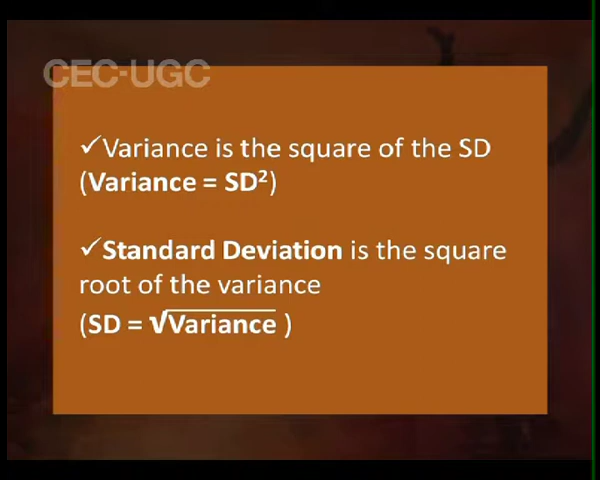 CEC-UGC
✓Variance is the square of the SD
(Variance = SD²)
✓Standard Deviation is the square
root of the variance
(SD = √Variance )